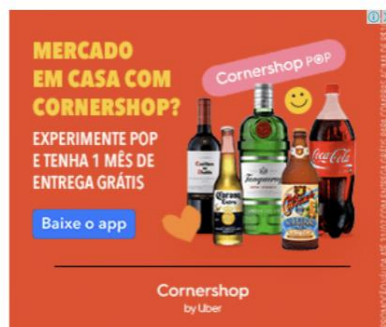 MERCADO
EM CASA COM
CORNERSHOP?
EXPERIMENTE POP
E TENHA 1 MÊS DE
ENTREGA GRÁTIS
Baixe o app
Cornershop POP
Corona
Extra
Tanqueray
Coca-Cola
Cornershop
by Uber